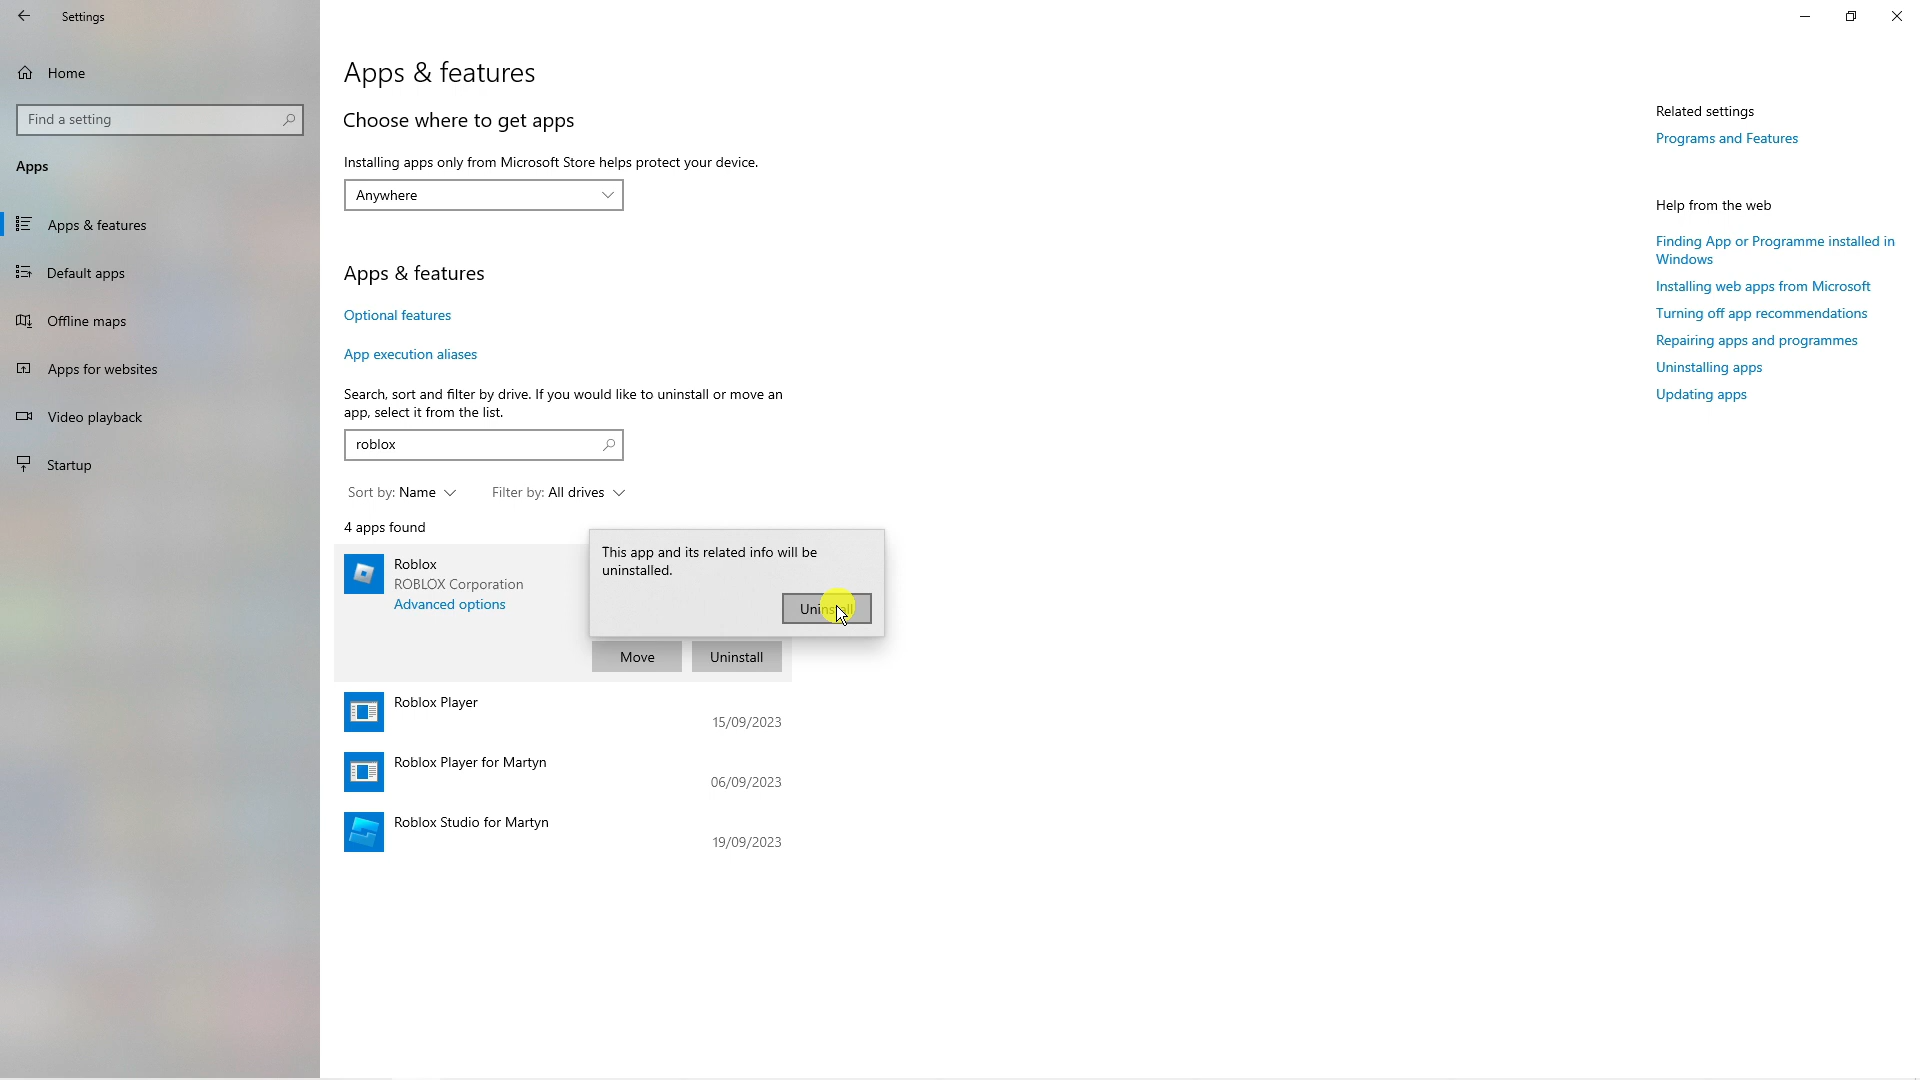 Settings
Home
Find a setting
Apps
Apps & features
Default apps
Offline maps
Apps for websites
Video playback
Startup
Apps & features
Choose where to get apps
Installing apps only from Microsoft Store helps protect your device.
Anywhere
Apps & features
Optional features
App execution aliases
Search, sort and filter by drive. If you would like to uninstall or move an
app, select it from the list.
roblox
Sort by: Name
Filter by: All drives
4 apps found
Roblox
ROBLOX Corporation
Advanced options
This app and its related info will be
uninstalled.
Uninstall
Move
Uninstall
Roblox Player
15/09/2023
Roblox Player for Martyn
06/09/2023
Roblox Studio for Martyn
19/09/2023
Related settings
Programs and Features
Help from the web
Finding App or Programme installed in
Windows
Installing web apps from Microsoft
Turning off app recommendations
Repairing apps and programmes
Uninstalling apps
Updating apps